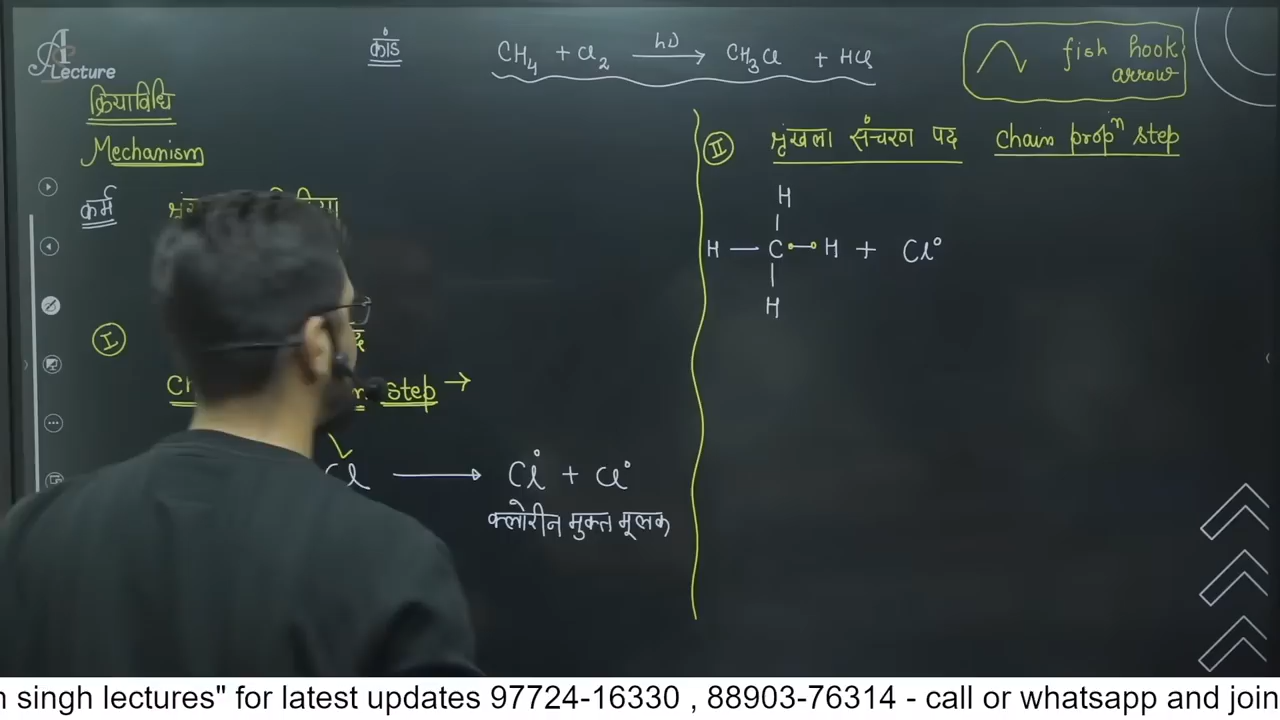 A
Lecture
कांड
CH₄ + Cl₂ —hν→ CH₃Cl + HCl
fish hook
arrow
क्रियाविधि
Mechanism
कर्म
I
step →
Cl → Cl° + Cl°
क्लोरीन मुक्त मूलक
II श्रृंखला संचरण पद Chain propⁿ step
H
H — C — H + Cl°
H
singh lectures" for latest updates 97724-16330 , 88903-76314 - call or whatsapp and join